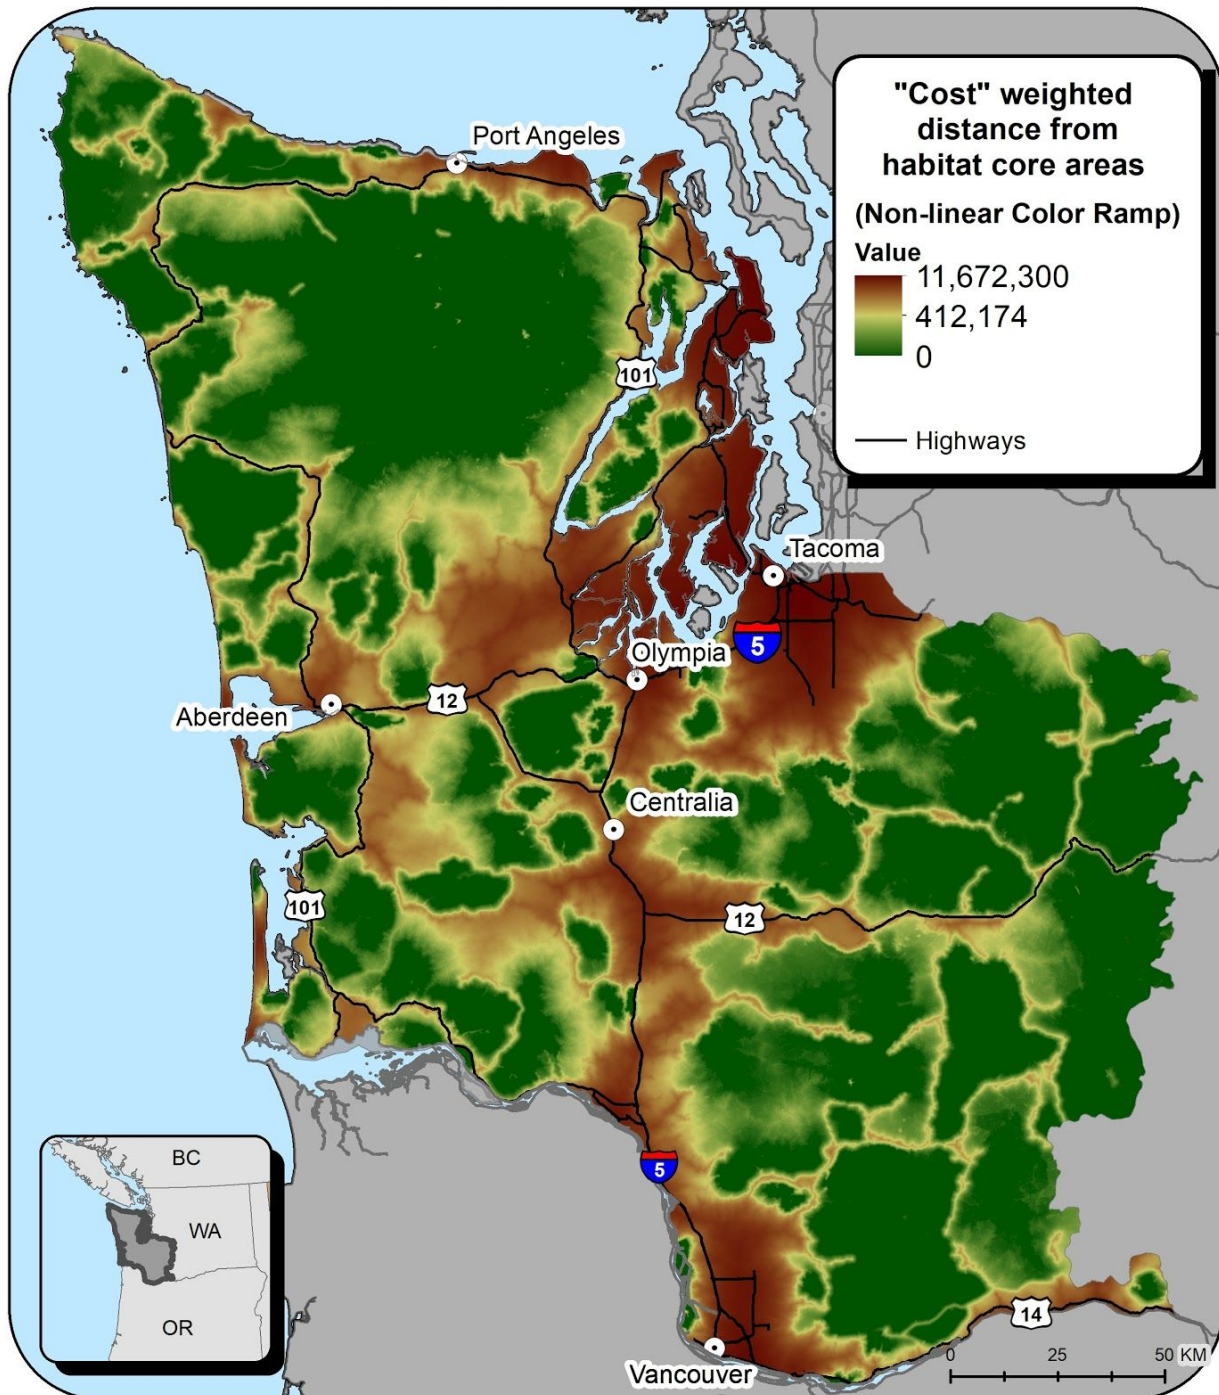 "Cost" weighted
distance from
habitat core areas
(Non-linear Color Ramp)
Value
11,672,300
412,174
0
Highways
Port Angeles
101
Tacoma
5
Olympia
12
Aberdeen
Centralia
101
12
5
14
Vancouver
BC
WA
OR
0 25 50 KM